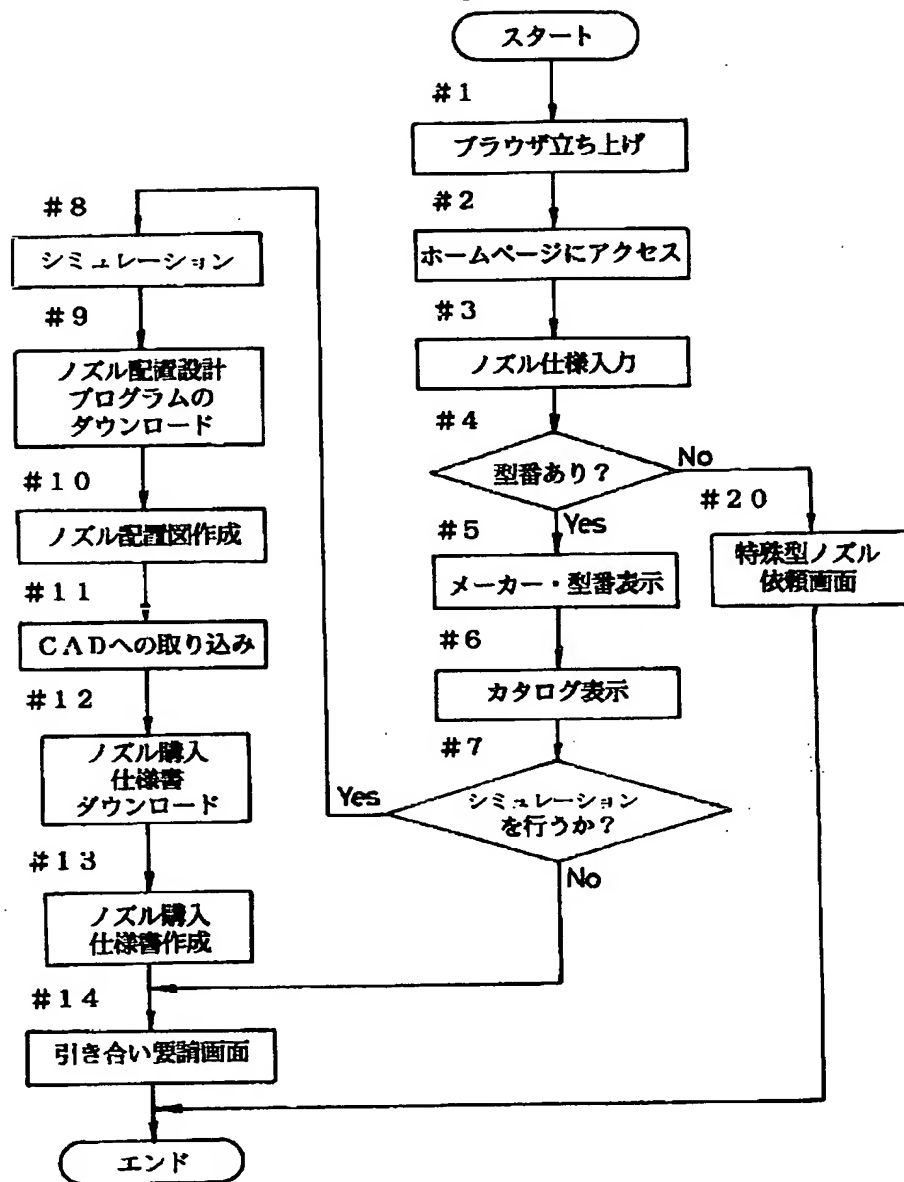 スタート
#1
ブラウザ立ち上げ
#2
ホームページにアクセス
#3
ノズル仕様入力
#4
型番あり?
No
Yes
#20
特殊型ノズル
依頼画面
#5
メーカー・型番表示
#6
カタログ表示
#7
シミュレーション
を行うか?
Yes
No
#8
シミュレーション
#9
ノズル配置設計
プログラムの
ダウンロード
#10
ノズル配置図作成
#11
CADへの取り込み
#12
ノズル購入
仕様書
ダウンロード
#13
ノズル購入
仕様書作成
#14
引き合い要請画面
エンド